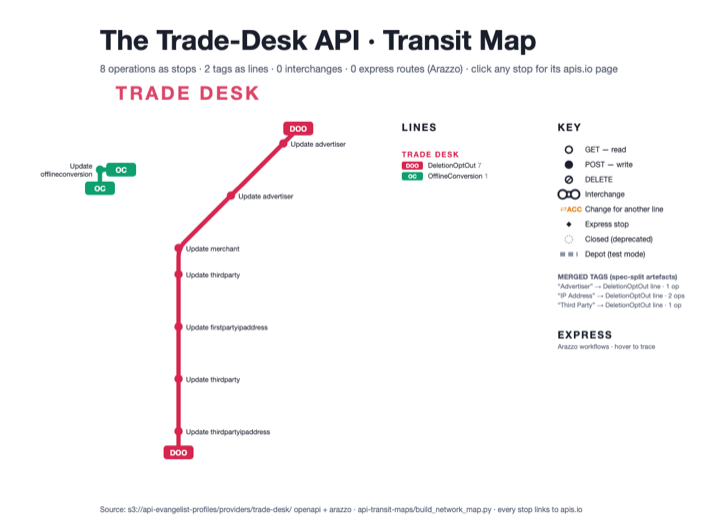 The Trade-Desk API · Transit Map
8 operations as stops · 2 tags as lines · 0 interchanges · 0 express routes (Arazzo) · click any stop for its apis.io page
TRADE DESK
DOO
Update advertiser
Update
offlineconversion
OC
OC
Update advertiser
Update merchant
Update thirdparty
Update firstpartyipaddress
Update thirdparty
Update thirdpartyipaddress
DOO
LINES
TRADE DESK
DOO DeletionOptOut 7
OC OfflineConversion 1
KEY
GET — read
POST — write
DELETE
Interchange
⇄ACC Change for another line
Express stop
Closed (deprecated)
Depot (test mode)
MERGED TAGS (spec-split artefacts)
"Advertiser" → DeletionOptOut line · 1 op
"IP Address" → DeletionOptOut line · 2 ops
"Third Party" → DeletionOptOut line · 1 op
EXPRESS
Arazzo workflows · hover to trace
Source: s3://api-evangelist-profiles/providers/trade-desk/ openapi + arazzo · api-transit-maps/build_network_map.py · every stop links to apis.io